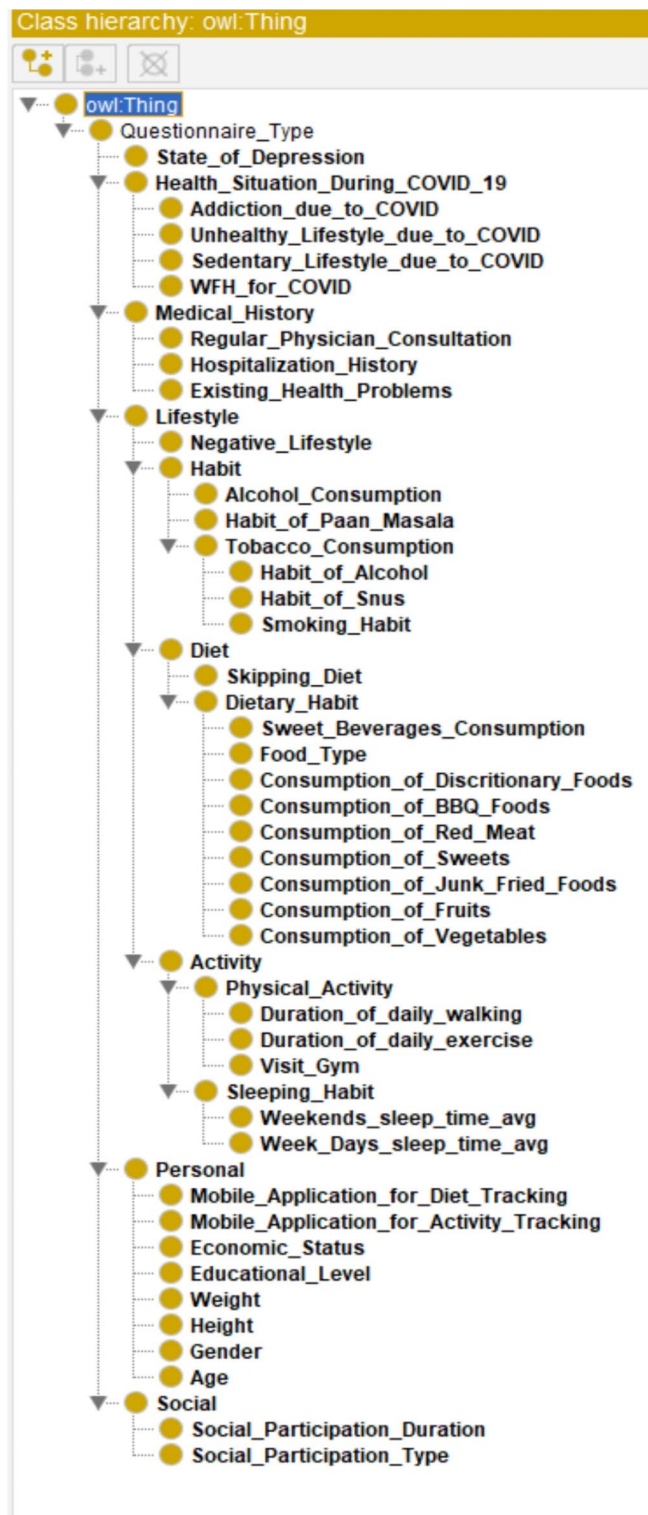 Class hierarchy: owl:Thing
owl:Thing
Questionnaire_Type
State_of_Depression
Health_Situation_During_COVID_19
Addiction_due_to_COVID
Unhealthy_Lifestyle_due_to_COVID
Sedentary_Lifestyle_due_to_COVID
WFH_for_COVID
Medical_History
Regular_Physician_Consultation
Hospitalization_History
Existing_Health_Problems
Lifestyle
Negative_Lifestyle
Habit
Alcohol_Consumption
Habit_of_Paan_Masala
Tobacco_Consumption
Habit_of_Alcohol
Habit_of_Snus
Smoking_Habit
Diet
Skipping_Diet
Dietary_Habit
Sweet_Beverages_Consumption
Food_Type
Consumption_of_Discritionary_Foods
Consumption_of_BBQ_Foods
Consumption_of_Red_Meat
Consumption_of_Sweets
Consumption_of_Junk_Fried_Foods
Consumption_of_Fruits
Consumption_of_Vegetables
Activity
Physical_Activity
Duration_of_daily_walking
Duration_of_daily_exercise
Visit_Gym
Sleeping_Habit
Weekends_sleep_time_avg
Week_Days_sleep_time_avg
Personal
Mobile_Application_for_Diet_Tracking
Mobile_Application_for_Activity_Tracking
Economic_Status
Educational_Level
Weight
Height
Gender
Age
Social
Social_Participation_Duration
Social_Participation_Type